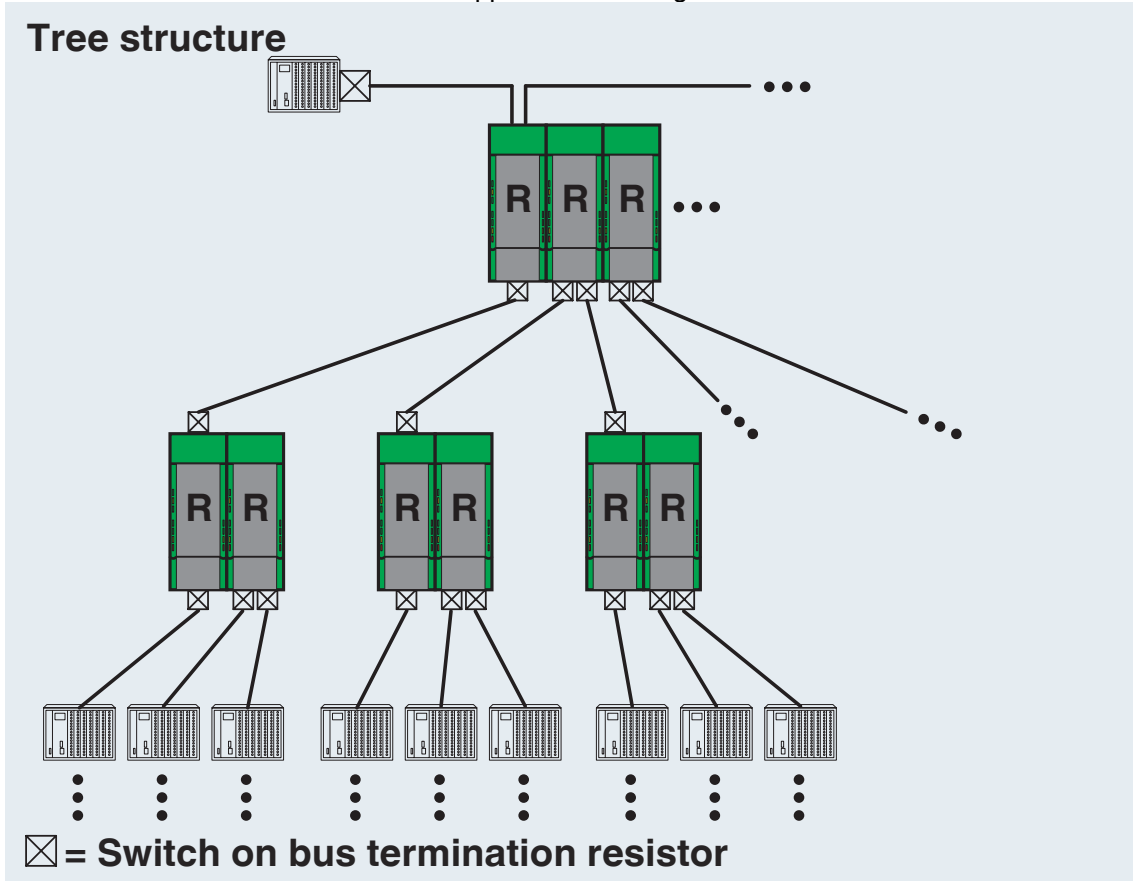 Tree structure
R R R
R R R R R R
= Switch on bus termination resistor